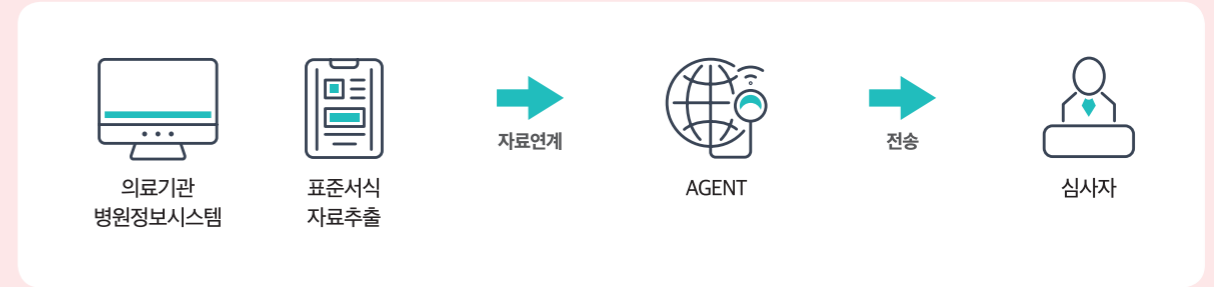 의료기관
병원정보시스템
표준서식
자료추출
자료연계
AGENT
전송
심사자